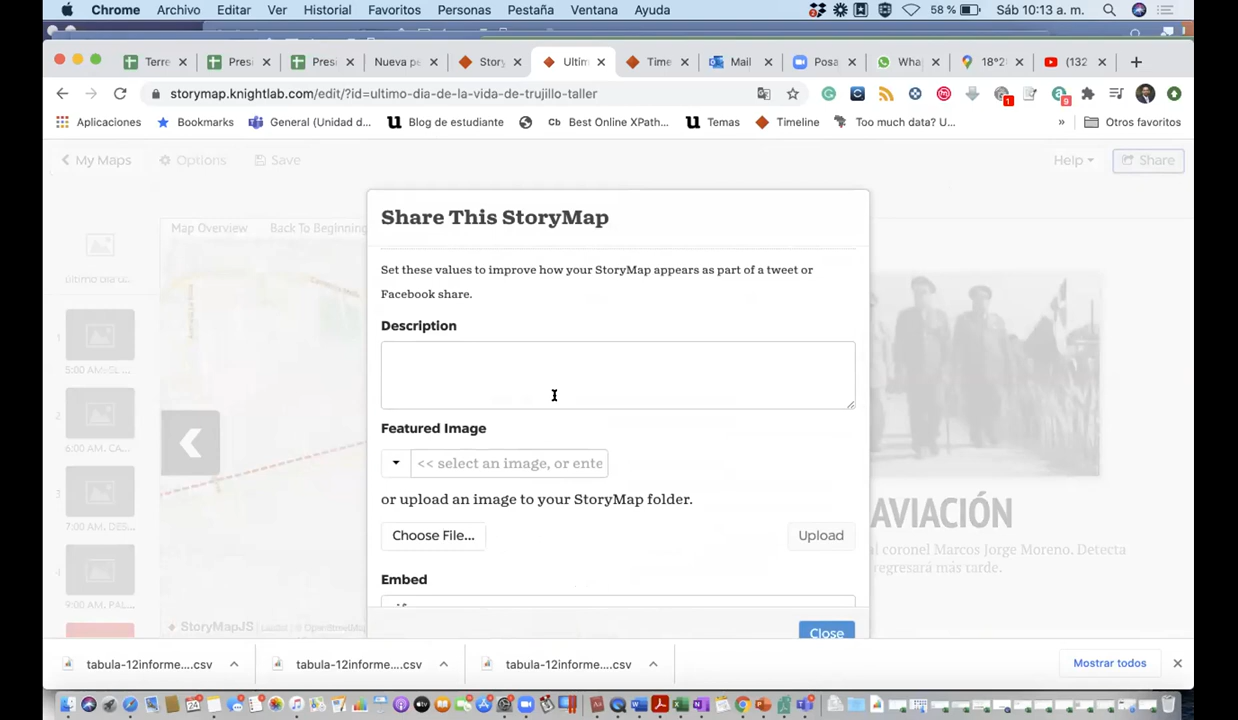 Chrome Archivo Editar Ver Historial Favoritos Personas Pestaña Ventana Ayuda 58 % Sáb 10:13 a. m.
Terre Presi Presi Nueva pe Story Ultim Time Mail Posa Wha 18°2 (132
storymap.knightlab.com/edit/?id=ultimo-dia-de-la-vida-de-trujillo-taller
Aplicaciones Bookmarks General (Unidad d... Blog de estudiante Cb Best Online XPath... Temas Timeline Too much data? U... » Otros favoritos
My Maps Options Save Help Share
Share This StoryMap
Map Overview Back To Beginning
Set these values to improve how your StoryMap appears as part of a tweet or
Facebook share.
Description
Featured Image
<< select an image, or ente
or upload an image to your StoryMap folder.
Choose File... Upload
Embed
Close
5:00 AM. GL...
6:00 AM. CA...
7:00 AM. DES...
9:00 AM. PAL...
AVIACIÓN
al coronel Marcos Jorge Moreno. Detecta
regresará más tarde.
StoryMapJS
tabula-12informe....csv tabula-12informe....csv tabula-12informe....csv Mostrar todos